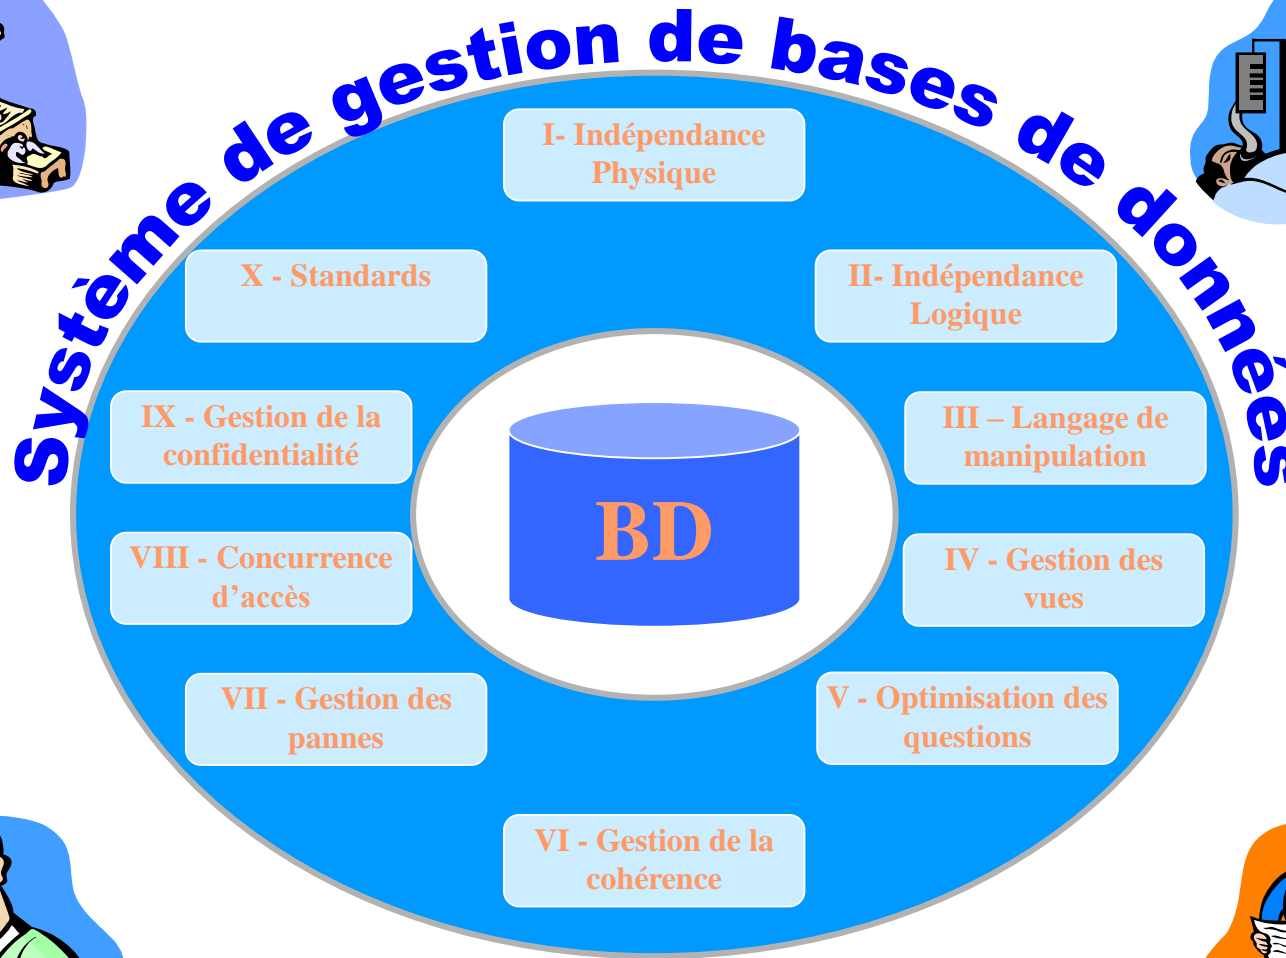 Système de gestion de bases de données
I- Indépendance
Physique
X - Standards
II- Indépendance
Logique
IX - Gestion de la
confidentialité
III – Langage de
manipulation
BD
VIII - Concurrence
d’accès
IV - Gestion des
vues
VII - Gestion des
pannes
V - Optimisation des
questions
VI - Gestion de la
cohérence